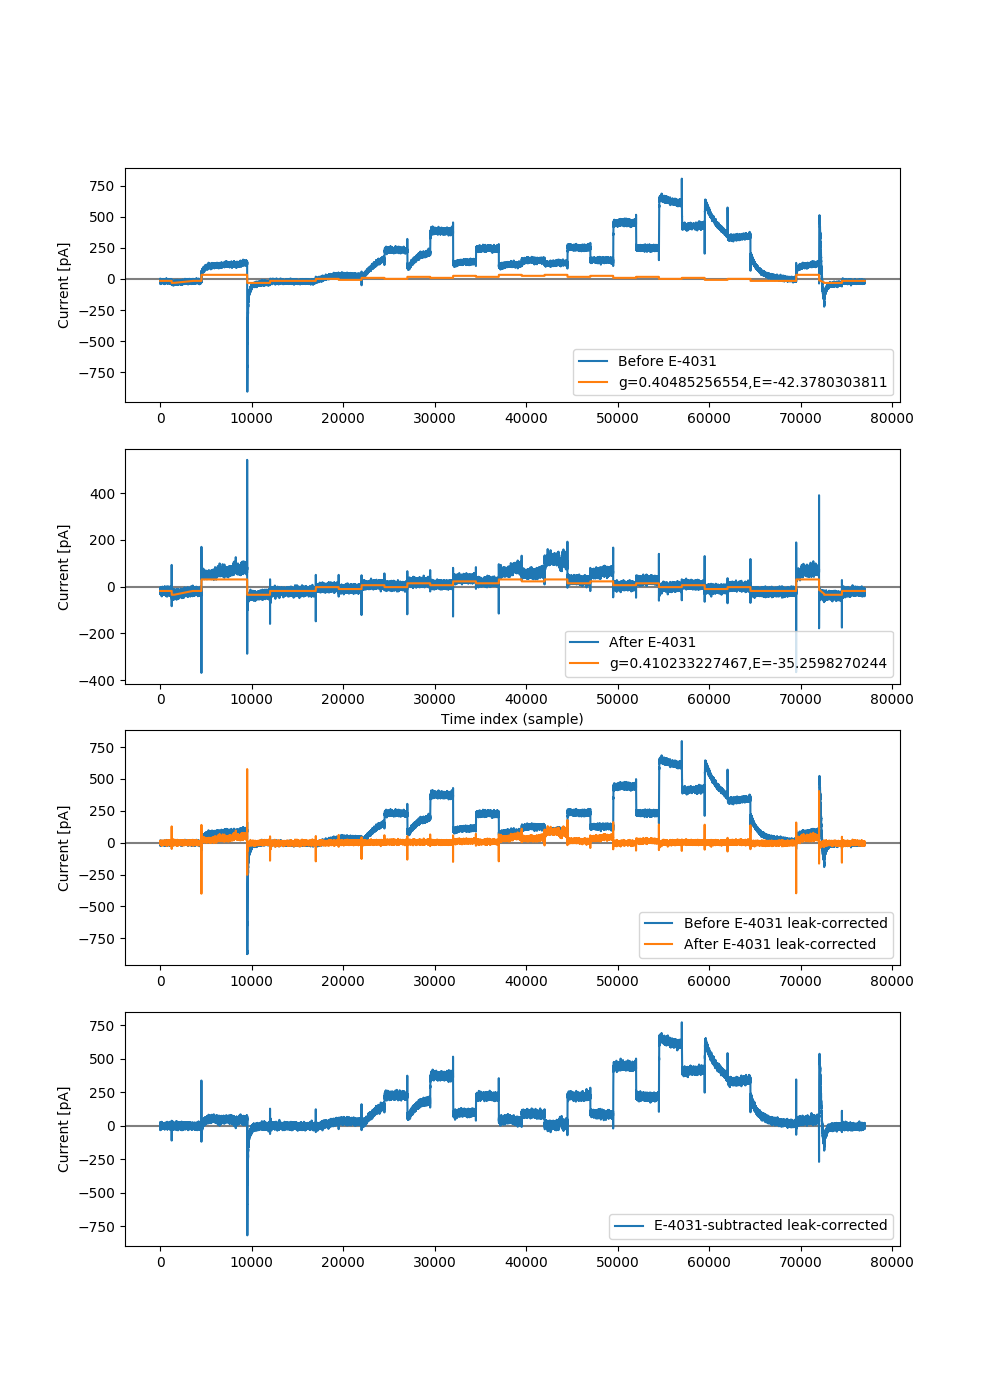 750
500
250
0
−250
−500
−750
Current [pA]
Before E-4031
g=0.40485256554,E=-42.3780303811
0 10000 20000 30000 40000 50000 60000 70000 80000
400
200
0
−200
−400
Current [pA]
After E-4031
g=0.410233227467,E=-35.2598270244
0 10000 20000 30000 40000 50000 60000 70000 80000
Time index (sample)
750
500
250
0
−250
−500
−750
Current [pA]
Before E-4031 leak-corrected
After E-4031 leak-corrected
0 10000 20000 30000 40000 50000 60000 70000 80000
750
500
250
0
−250
−500
−750
Current [pA]
E-4031-subtracted leak-corrected
0 10000 20000 30000 40000 50000 60000 70000 80000